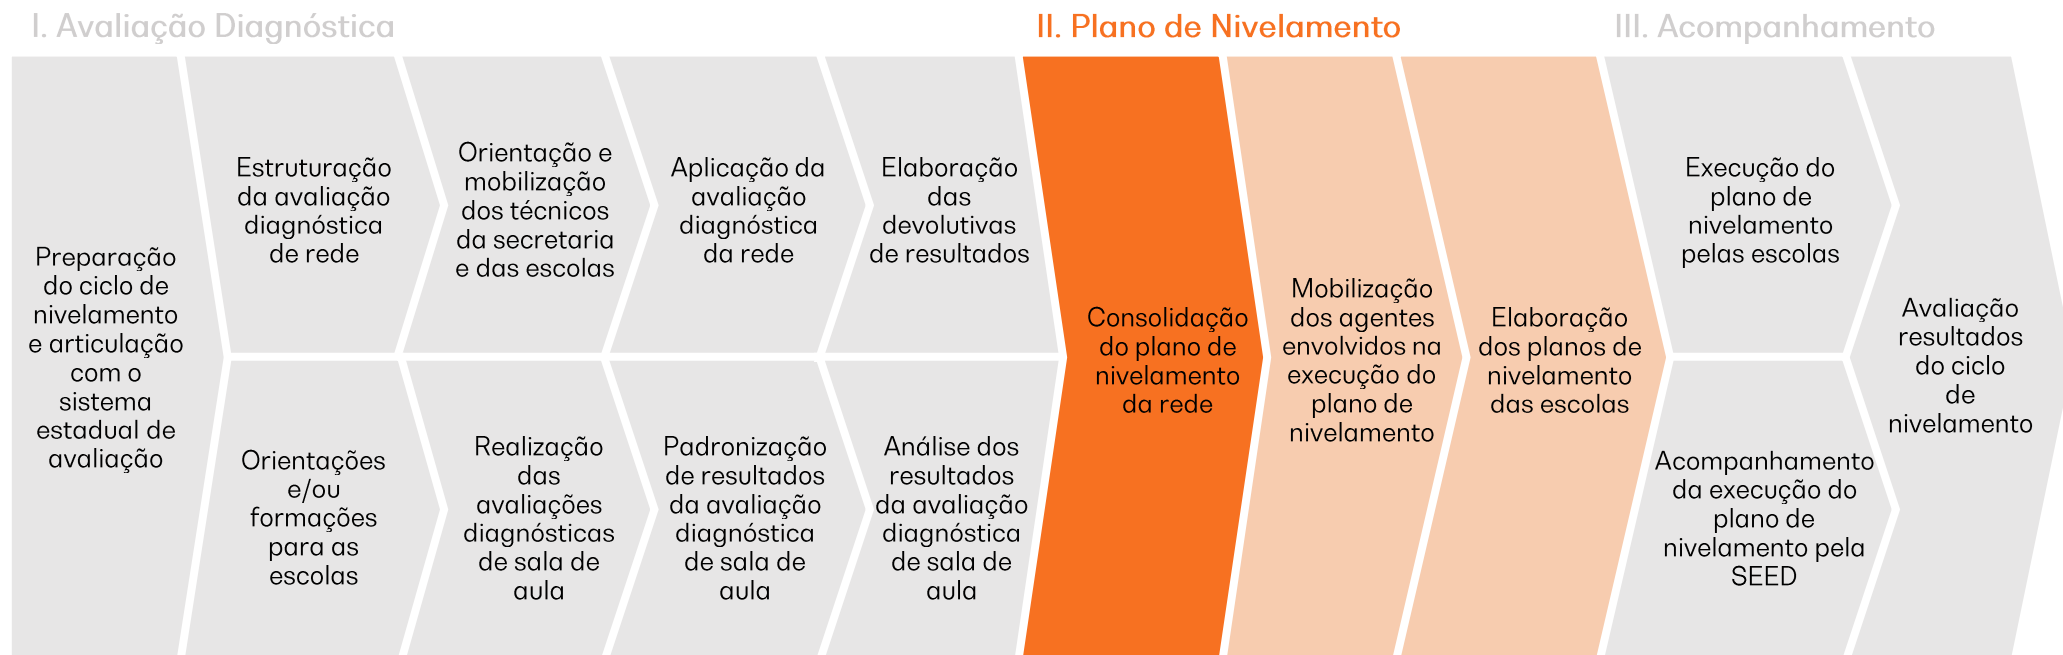 I. Avaliação Diagnóstica
II. Plano de Nivelamento
III. Acompanhamento
Preparação
do ciclo de
nivelamento
e articulação
com o
sistema
estadual de
avaliação
Estruturação
da avaliação
diagnóstica
de rede
Orientação e
mobilização
dos técnicos
da secretaria
e das escolas
Aplicação da
avaliação
diagnóstica
da rede
Elaboração
das
devolutivas
de resultados
Orientações
e/ou
formações
para as
escolas
Realização
das
avaliações
diagnósticas
de sala de
aula
Padronização
de resultados
da avaliação
diagnóstica
de sala de
aula
Análise dos
resultados
da avaliação
diagnóstica
de sala de
aula
Consolidação
do plano de
nivelamento
da rede
Mobilização
dos agentes
envolvidos na
execução do
plano de
nivelamento
Elaboração
dos planos de
nivelamento
das escolas
Execução do
plano de
nivelamento
pelas escolas
Acompanhamento
da execução do
plano de
nivelamento pela
SEED
Avaliação
resultados
do ciclo
de
nivelamento